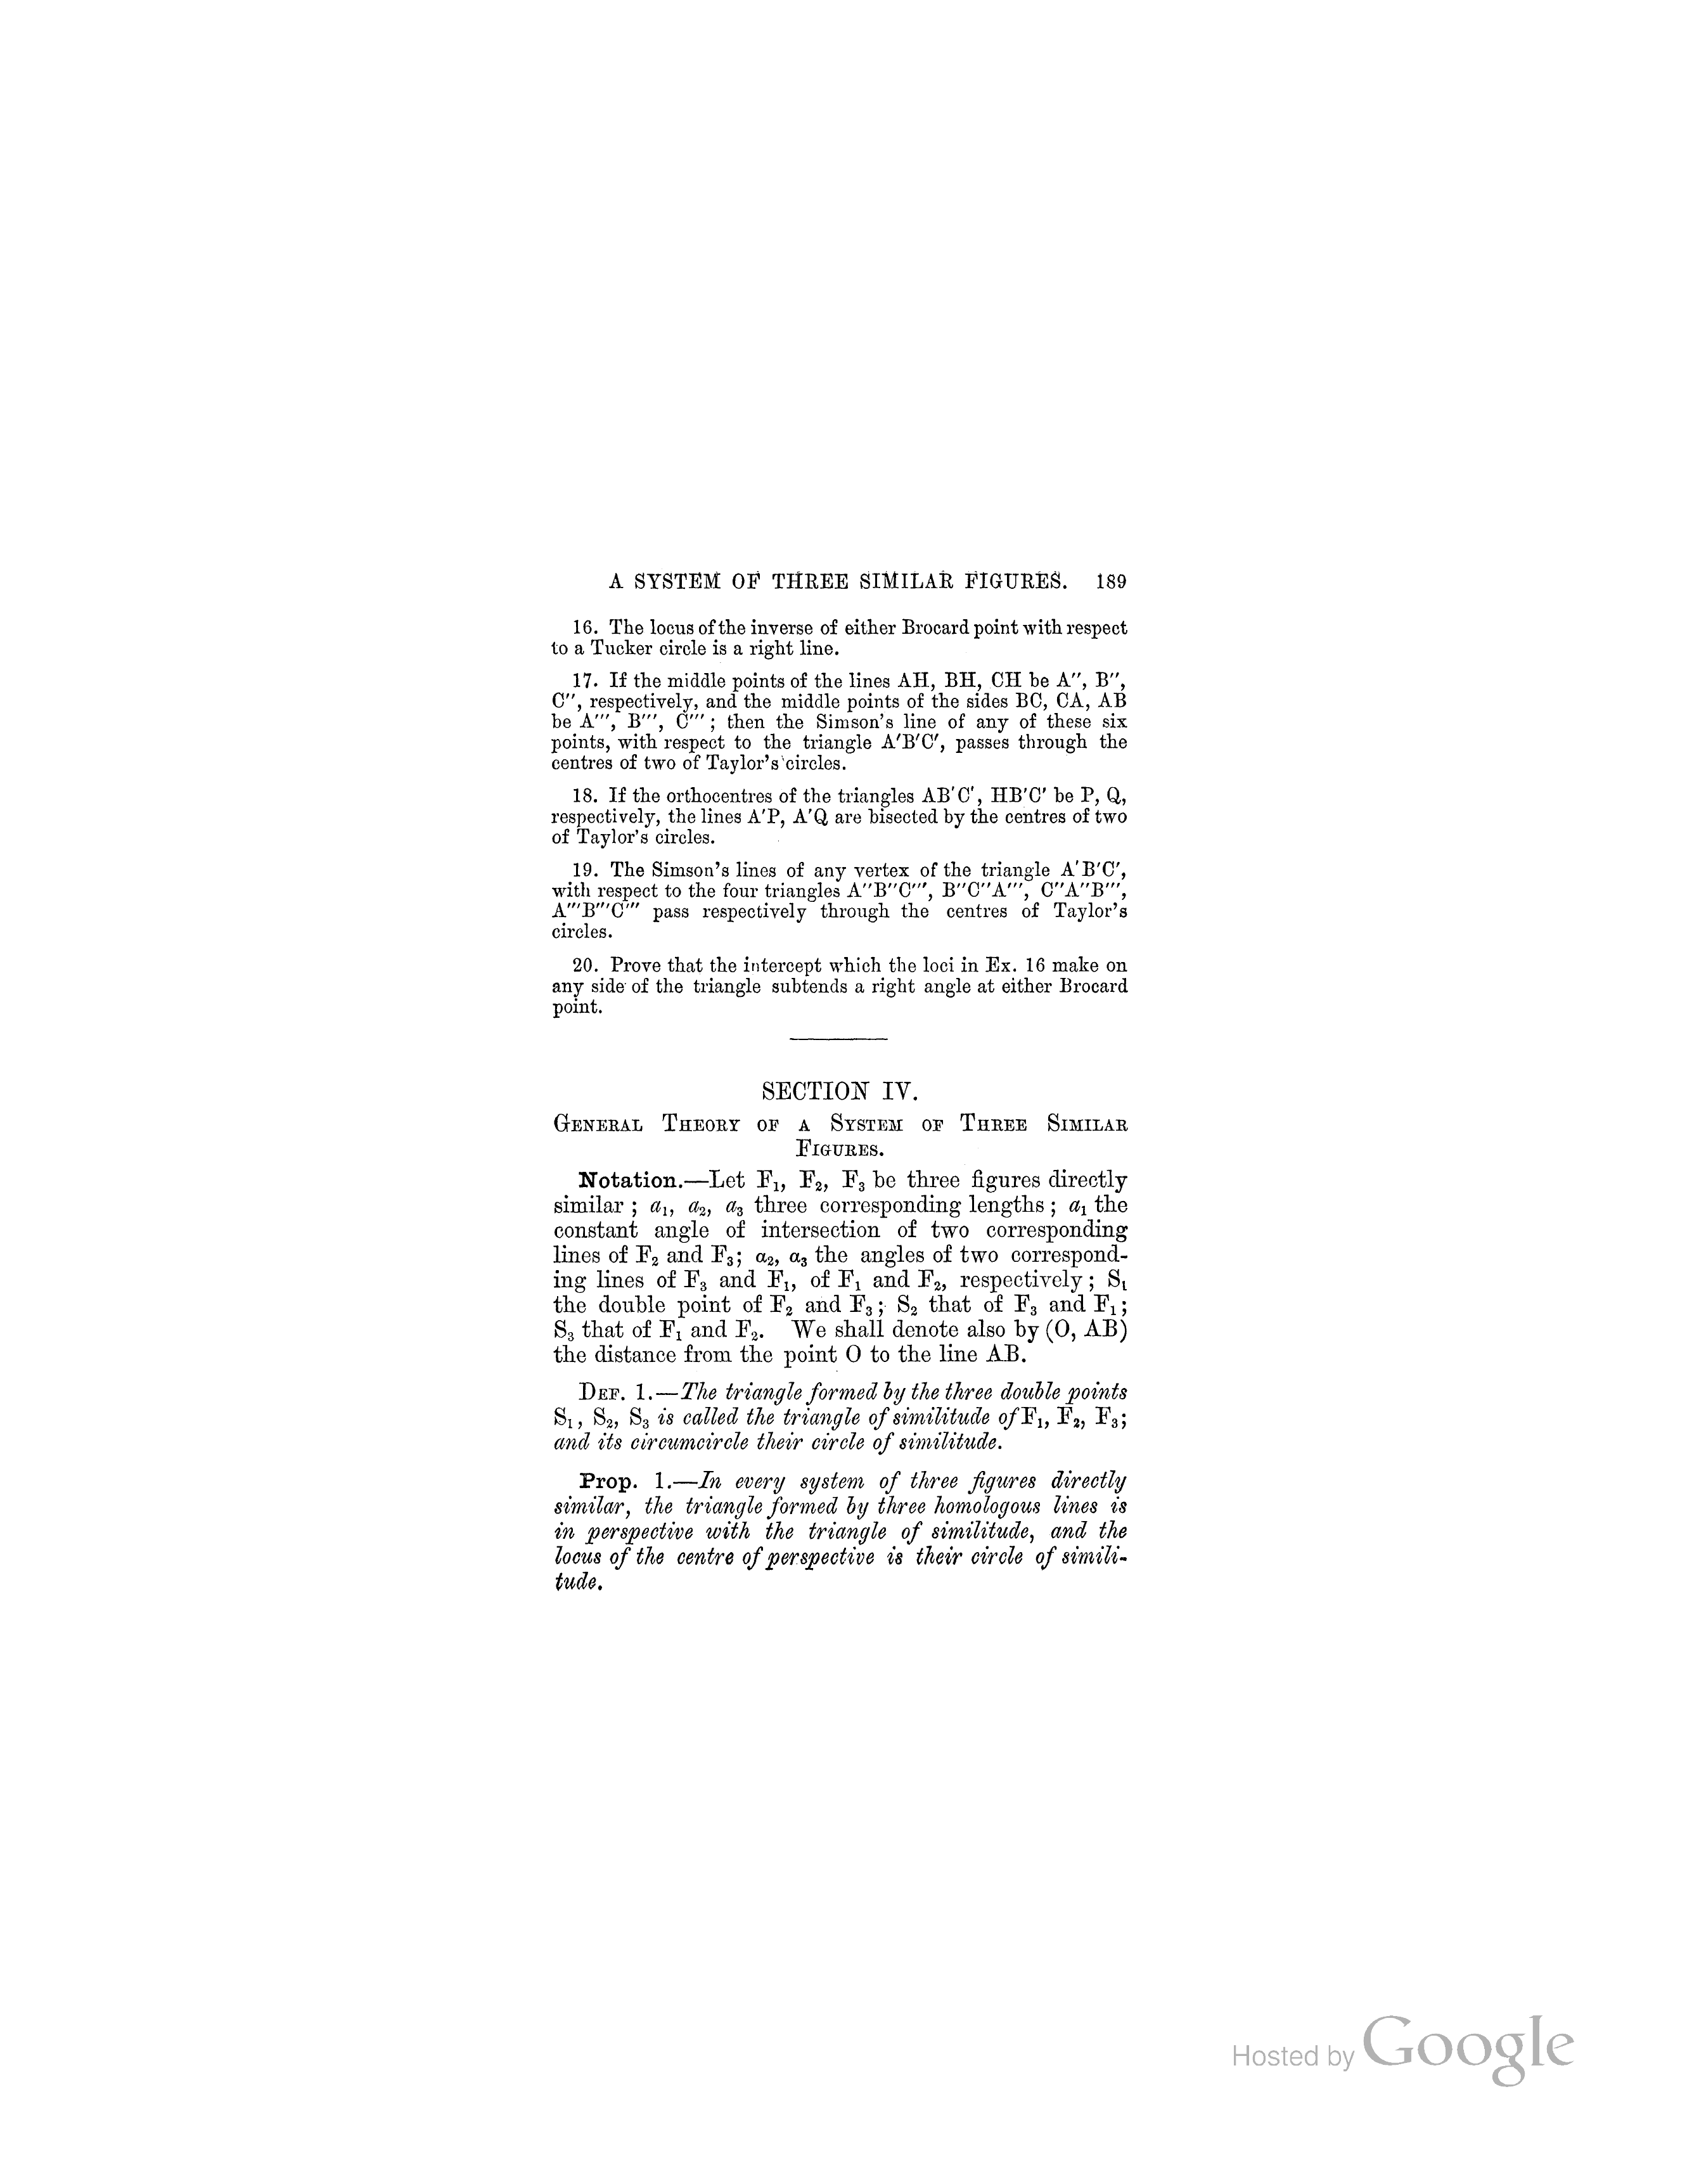 A SYSTEM OF THREE SIMILAR FIGURES. 189
16. The locus of the inverse of either Brocard point with respect
to a Tucker circle is a right line.
17. If the middle points of the lines AH, BH, CH be A″, B″,
C″, respectively, and the middle points of the sides BC, CA, AB
be A‴, B‴, C‴; then the Simson's line of any of these six
points, with respect to the triangle A′B′C′, passes through the
centres of two of Taylor's circles.
18. If the orthocentres of the triangles AB′C′, HB′C′ be P, Q,
respectively, the lines A′P, A′Q are bisected by the centres of two
of Taylor's circles.
19. The Simson's lines of any vertex of the triangle A′B′C′,
with respect to the four triangles A″B″C‴, B″C″A‴, C″A″B‴,
A‴B‴C‴ pass respectively through the centres of Taylor's
circles.
20. Prove that the intercept which the loci in Ex. 16 make on
any side of the triangle subtends a right angle at either Brocard
point.
SECTION IV.
GENERAL THEORY OF A SYSTEM OF THREE SIMILAR
FIGURES.
Notation.—Let F₁, F₂, F₃ be three figures directly
similar; a₁, a₂, a₃ three corresponding lengths; a₁ the
constant angle of intersection of two corresponding
lines of F₂ and F₃; α₂, α₃ the angles of two correspond-
ing lines of F₃ and F₁, of F₁ and F₂, respectively; S₁
the double point of F₂ and F₃; S₂ that of F₃ and F₁;
S₃ that of F₁ and F₂. We shall denote also by (O, AB)
the distance from the point O to the line AB.
DEF. 1.—The triangle formed by the three double points
S₁, S₂, S₃ is called the triangle of similitude of F₁, F₂, F₃;
and its circumcircle their circle of similitude.
Prop. 1.—In every system of three figures directly
similar, the triangle formed by three homologous lines is
in perspective with the triangle of similitude, and the
locus of the centre of perspective is their circle of simili-
tude.
Hosted by Google